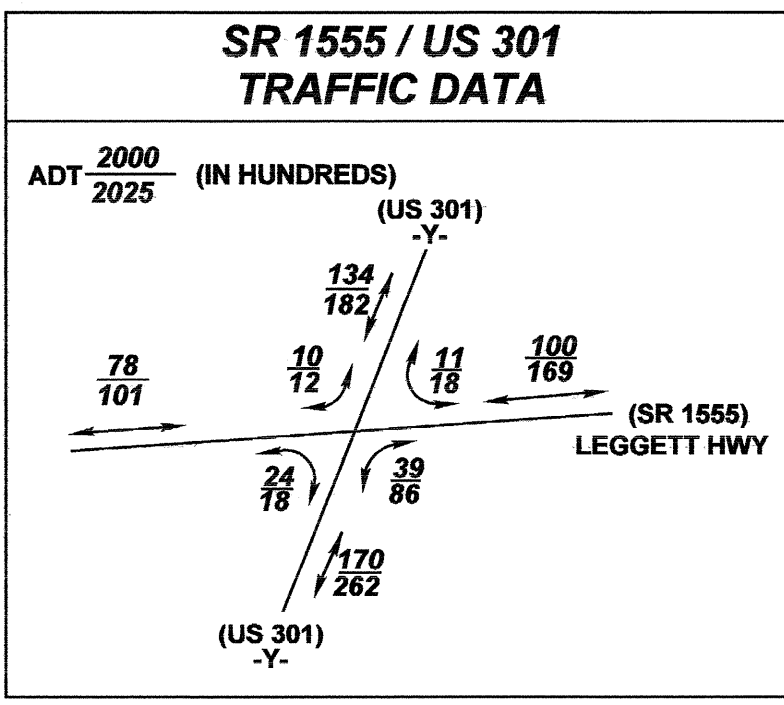 SR 1555 / US 301
TRAFFIC DATA
ADT 2000
2025
(IN HUNDREDS)
(US 301)
-Y-
134
182
10
12
11
18
100
169
78
101
(SR 1555)
LEGGETT HWY
24
18
39
86
170
262
(US 301)
-Y-